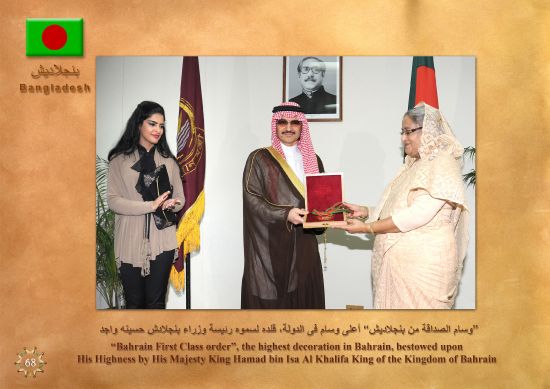 بنجلاديش
Bangladesh
"وسام الصداقة من بنجلاديش" أعلى وسام في الدولة، قلده لسموه رئيسة وزراء بنجلادش حسينه واجد
"Bahrain First Class order", the highest decoration in Bahrain, bestowed upon
His Highness by His Majesty King Hamad bin Isa Al Khalifa King of the Kingdom of Bahrain
68